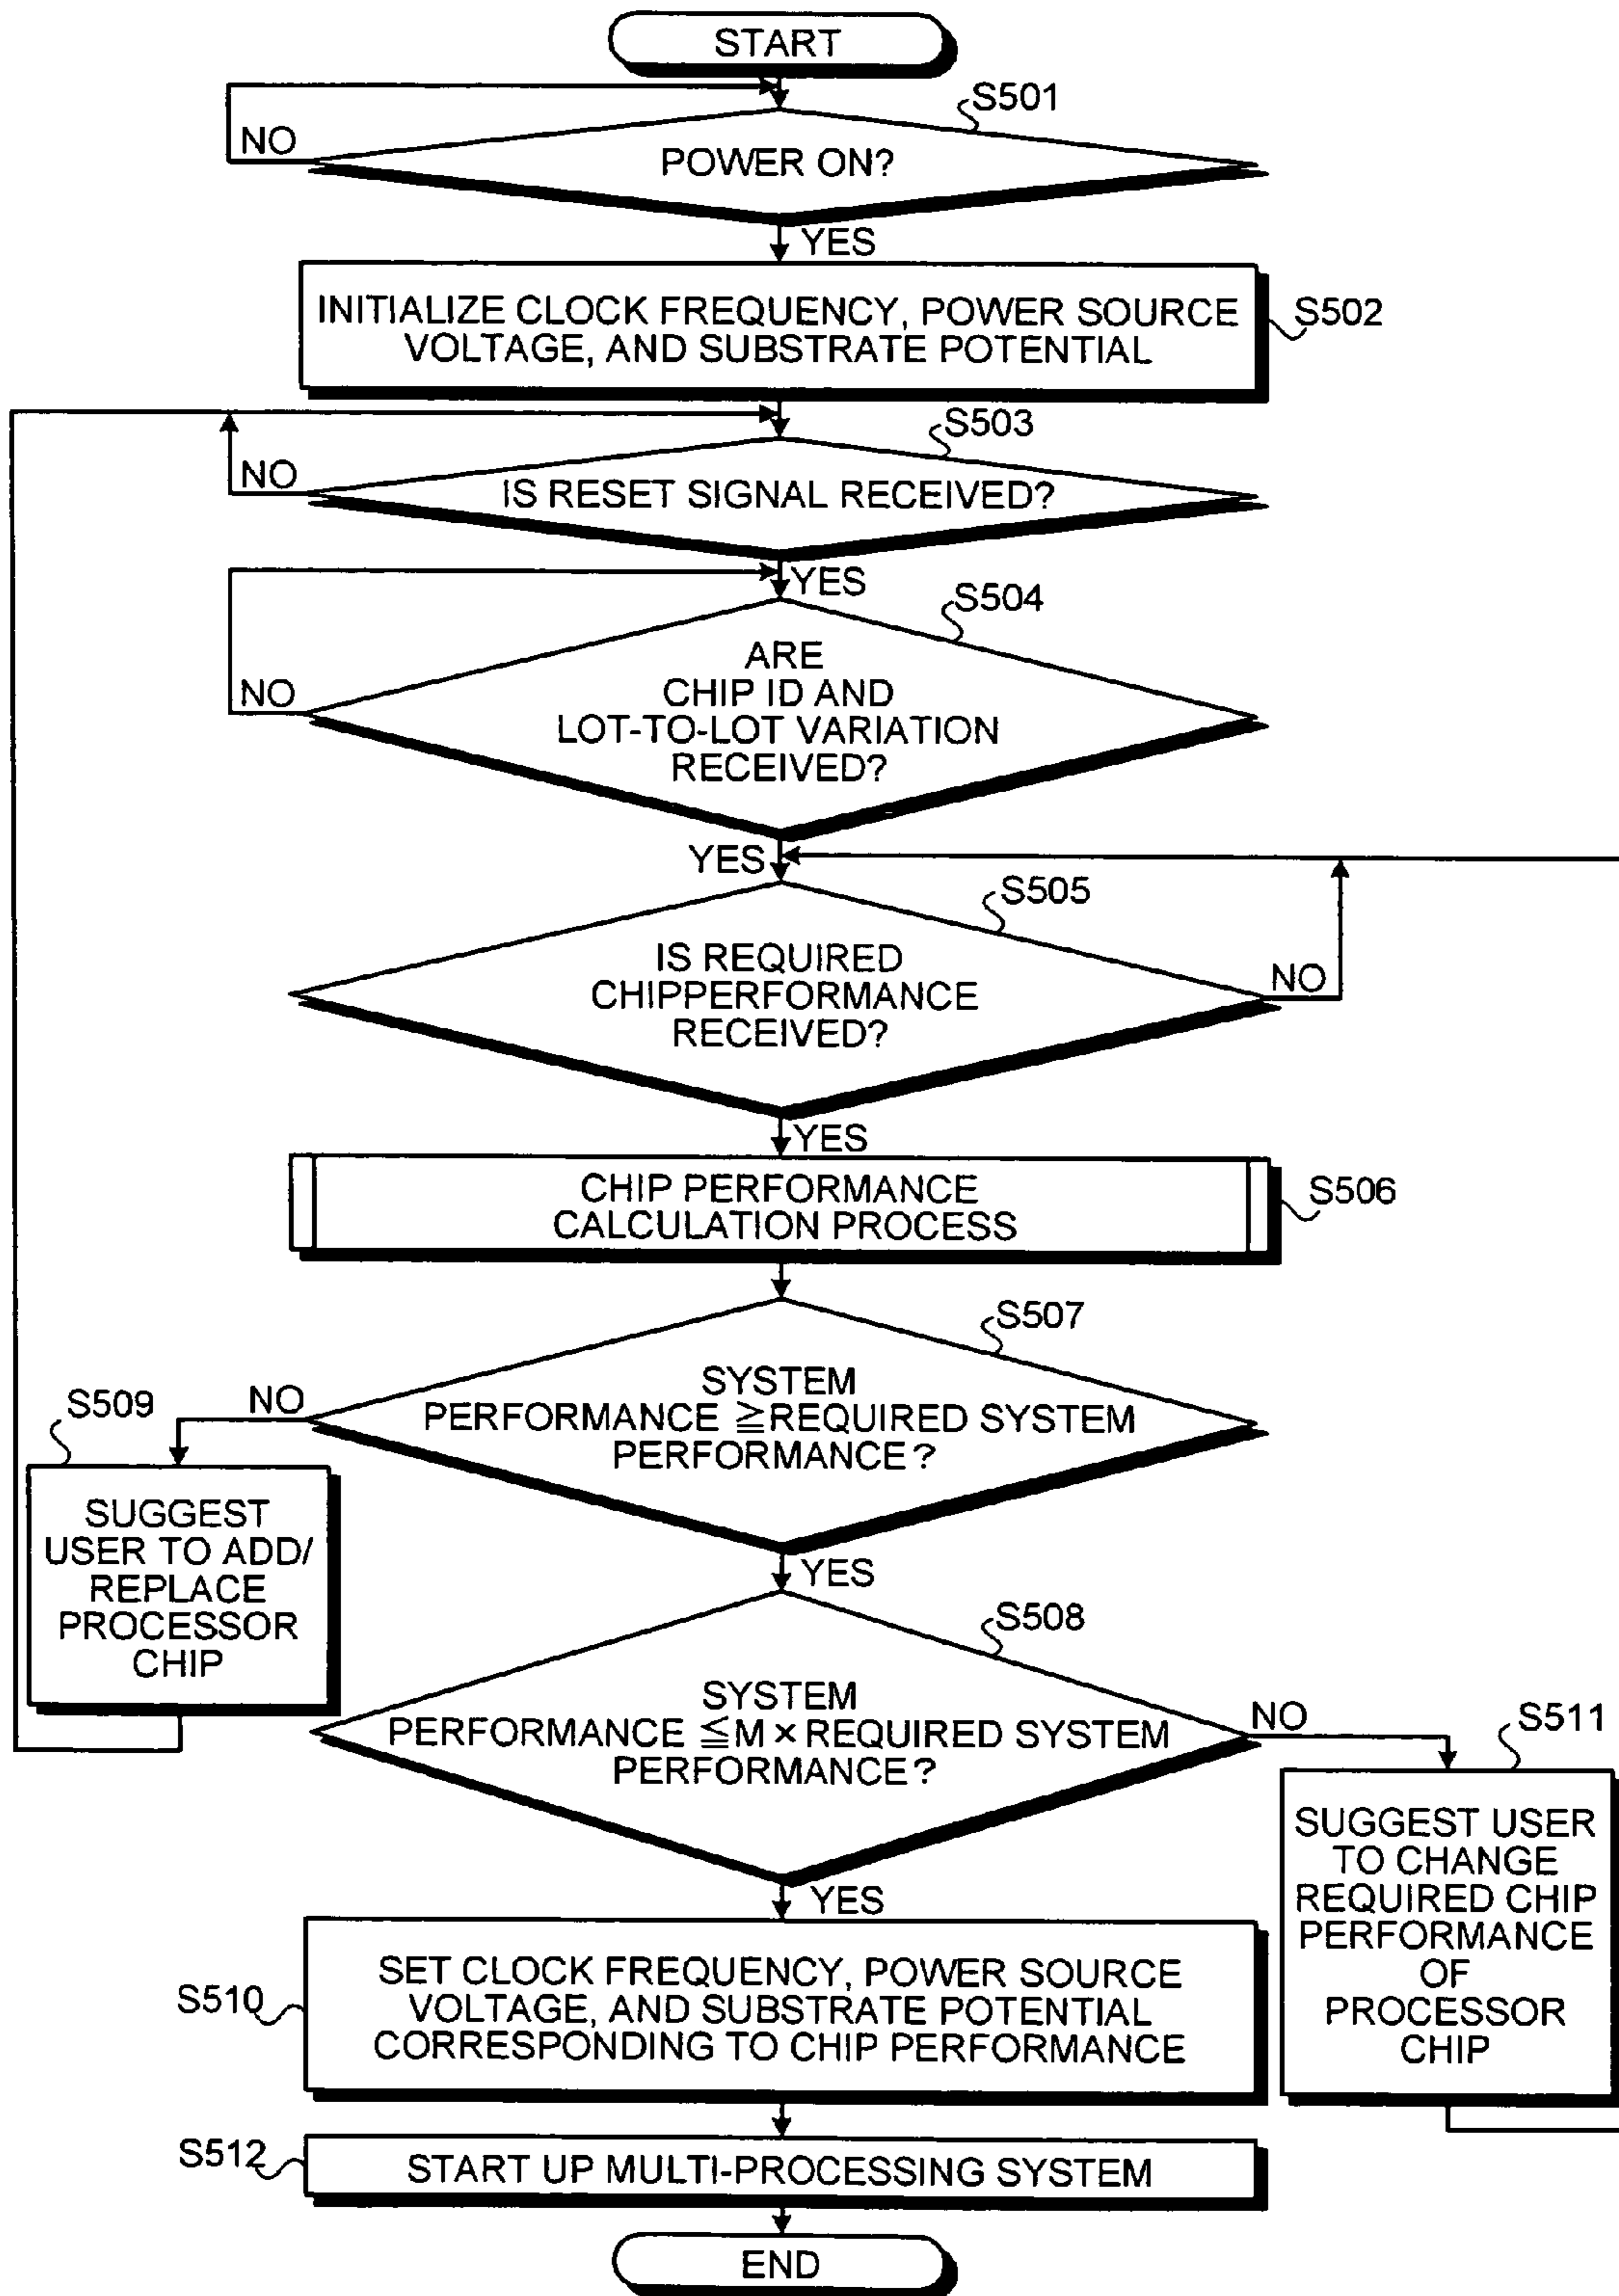 START
S501
NO
POWER ON?
YES
INITIALIZE CLOCK FREQUENCY, POWER SOURCE
VOLTAGE, AND SUBSTRATE POTENTIAL
S502
S503
NO
IS RESET SIGNAL RECEIVED?
YES
S504
ARE
CHIP ID AND
LOT-TO-LOT VARIATION
RECEIVED?
NO
YES
S505
IS REQUIRED
CHIPPERFORMANCE
RECEIVED?
NO
YES
CHIP PERFORMANCE
CALCULATION PROCESS
S506
S507
SYSTEM
PERFORMANCE ≧REQUIRED SYSTEM
PERFORMANCE?
NO
S509
SUGGEST
USER TO ADD/
REPLACE
PROCESSOR
CHIP
YES
S508
SYSTEM
PERFORMANCE ≦M × REQUIRED SYSTEM
PERFORMANCE?
NO
S511
SUGGEST USER
TO CHANGE
REQUIRED CHIP
PERFORMANCE
OF
PROCESSOR
CHIP
YES
S510
SET CLOCK FREQUENCY, POWER SOURCE
VOLTAGE, AND SUBSTRATE POTENTIAL
CORRESPONDING TO CHIP PERFORMANCE
S512
START UP MULTI-PROCESSING SYSTEM
END